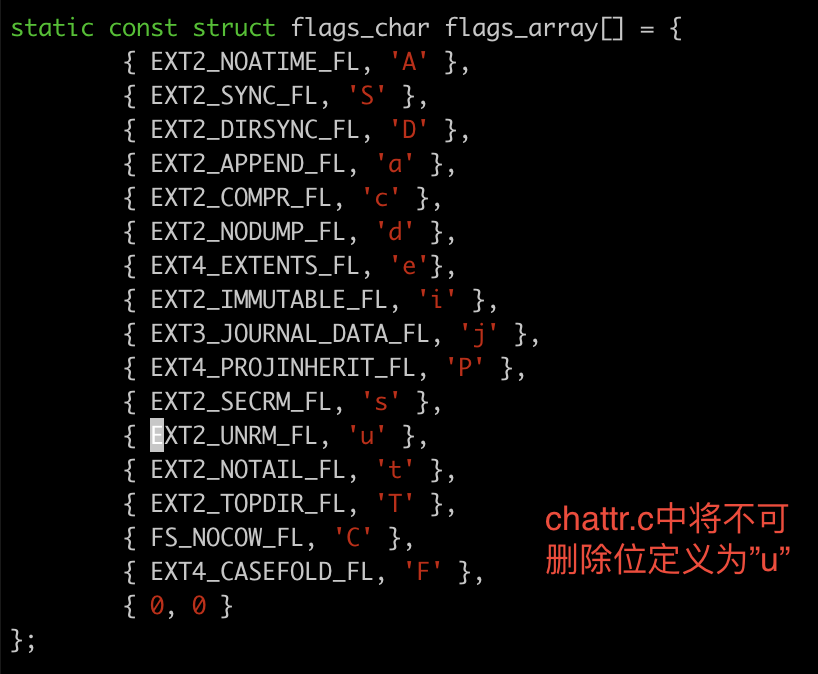 static const struct flags_char flags_array[] = {
        { EXT2_NOATIME_FL, 'A' },
        { EXT2_SYNC_FL, 'S' },
        { EXT2_DIRSYNC_FL, 'D' },
        { EXT2_APPEND_FL, 'a' },
        { EXT2_COMPR_FL, 'c' },
        { EXT2_NODUMP_FL, 'd' },
        { EXT4_EXTENTS_FL, 'e'},
        { EXT2_IMMUTABLE_FL, 'i' },
        { EXT3_JOURNAL_DATA_FL, 'j' },
        { EXT4_PROJINHERIT_FL, 'P' },
        { EXT2_SECRM_FL, 's' },
        { EXT2_UNRM_FL, 'u' },
        { EXT2_NOTAIL_FL, 't' },
        { EXT2_TOPDIR_FL, 'T' },
        { FS_NOCOW_FL, 'C' },
        { EXT4_CASEFOLD_FL, 'F' },
        { 0, 0 }
};
chattr.c中将不可
删除位定义为”u”